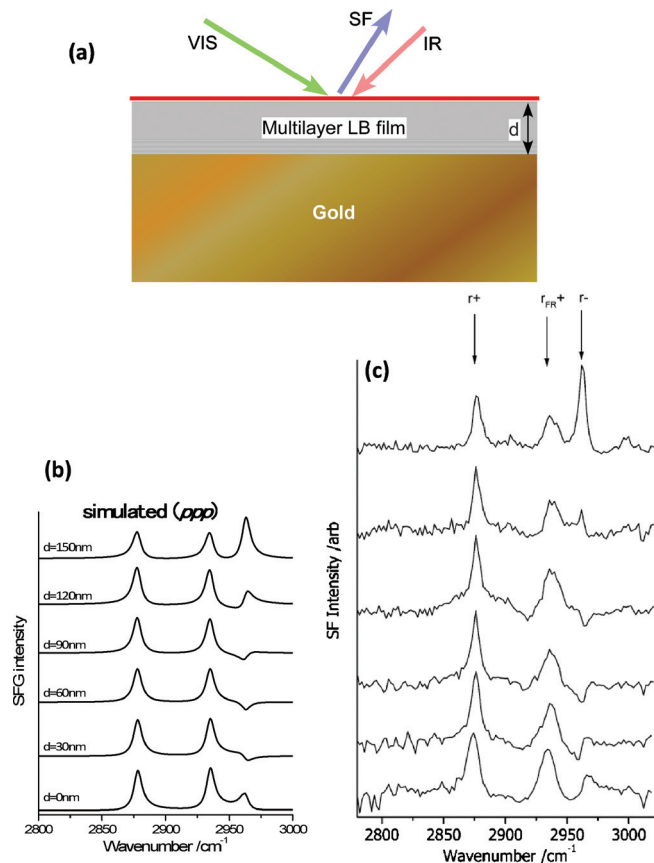 (a)
VIS
SF
IR
Multilayer LB film
d
Gold
(b)
simulated (ppp)
d=150nm
d=120nm
d=90nm
d=60nm
d=30nm
d=0nm
SFG intensity
2800 2850 2900 2950 3000
Wavenumber /cm⁻¹
(c)
r+ r_FR+ r-
SF Intensity /arb
2800 2850 2900 2950 3000
Wavenumber /cm⁻¹